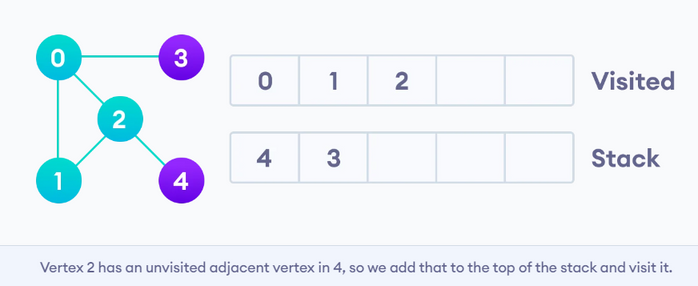 0 3
2
1 4
0 1 2 Visited
4 3 Stack
Vertex 2 has an unvisited adjacent vertex in 4, so we add that to the top of the stack and visit it.